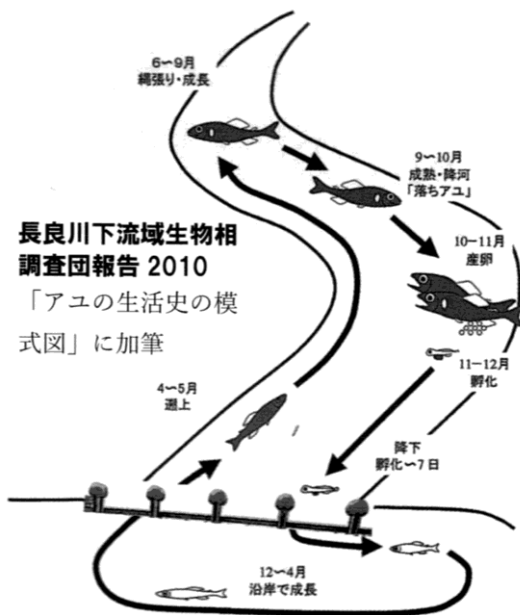 6〜9月
縄張り・成長
9〜10月
成熟・降河
「落ちアユ」
長良川下流域生物相
調査団報告 2010
「アユの生活史の模
式図」に加筆
10−11月
産卵
11−12月
孵化
4〜5月
遡上
降下
孵化〜7日
12〜4月
沿岸で成長